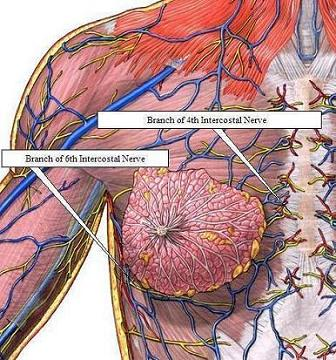 Branch of 4th Intercostal Nerve
Branch of 6th Intercostal Nerve